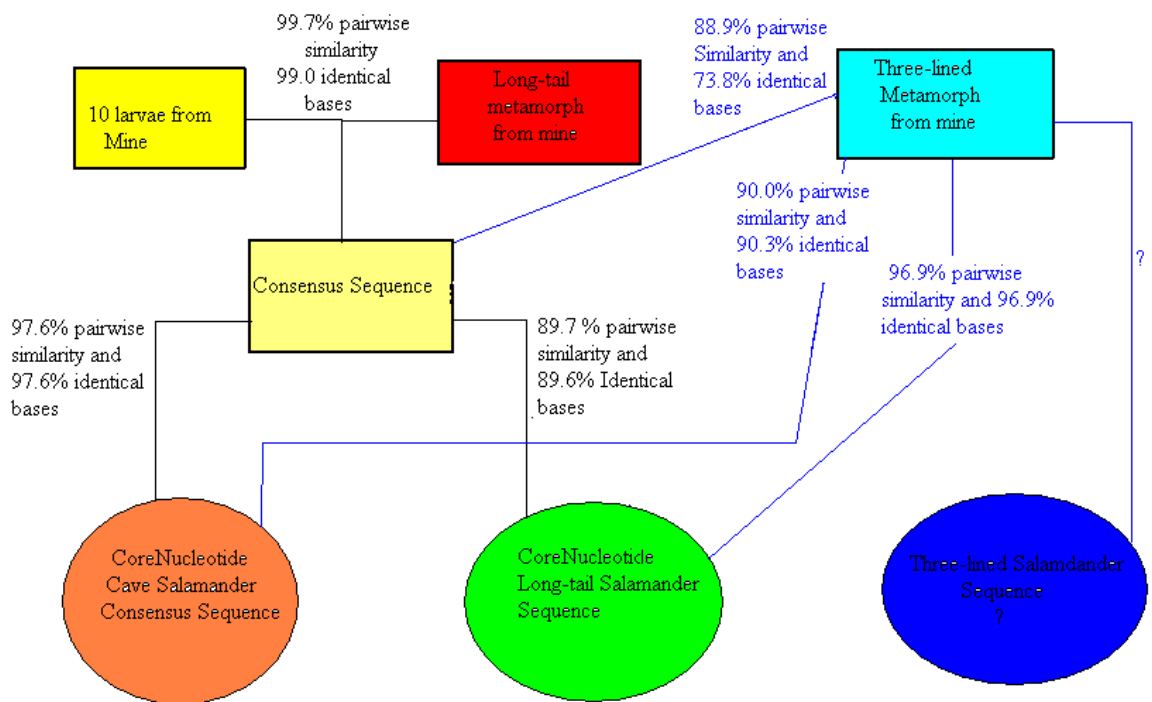 99.7% pairwise
similarity
99.0 identical
bases
88.9% pairwise
Similarity and
73.8% identical
bases
10 larvae from
Mine
Long-tail
metamorph
from mine
Three-lined
Metamorph
from mine
90.0% pairwise
similarity and
90.3% identical
bases
?
96.9% pairwise
similarity and 96.9%
identical bases
Consensus Sequence
97.6% pairwise
similarity and
97.6% identical
bases
89.7 % pairwise
similarity and
89.6% Identical
bases
CoreNucleotide
Cave Salamander
Consensus Sequence
CoreNucleotide
Long-tail Salamander
Sequence
Three-lined Salamdander
Sequence
?